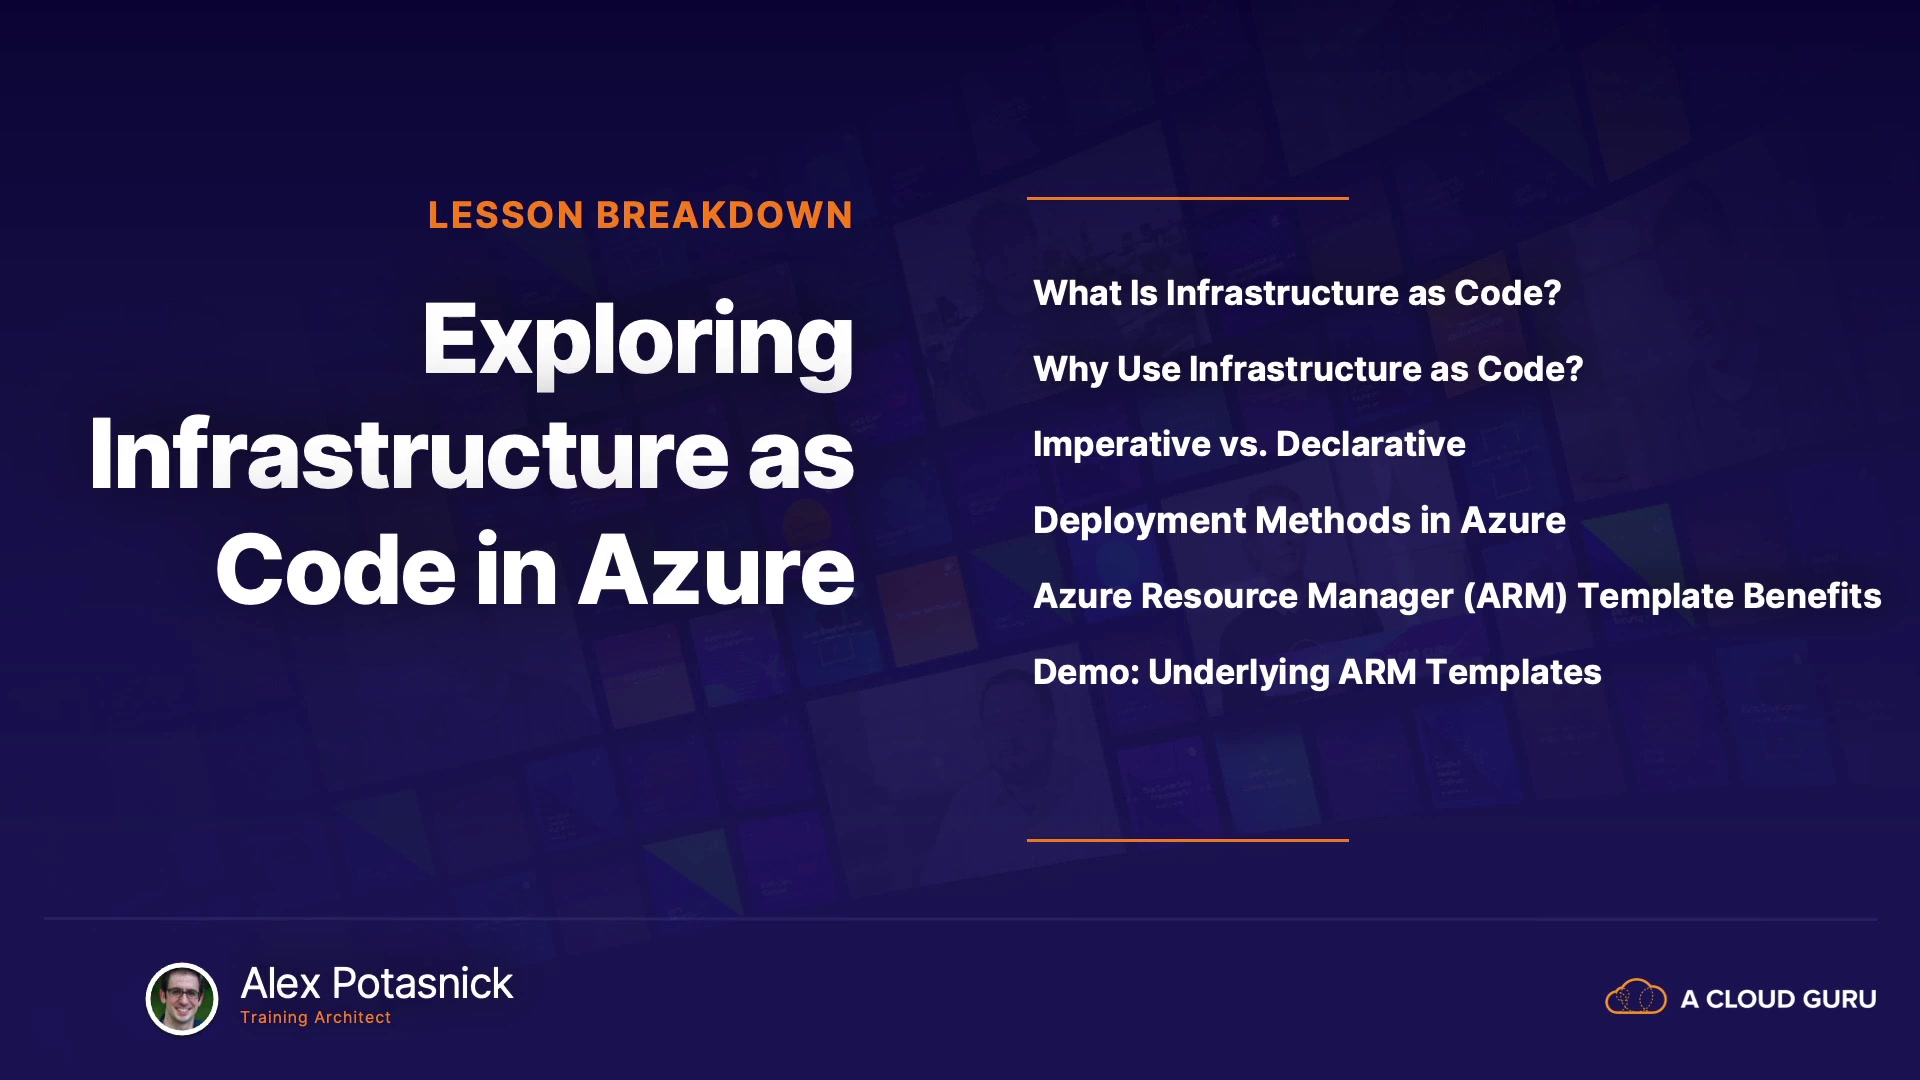 LESSON BREAKDOWN
Exploring
Infrastructure as
Code in Azure
What Is Infrastructure as Code?
Why Use Infrastructure as Code?
Imperative vs. Declarative
Deployment Methods in Azure
Azure Resource Manager (ARM) Template Benefits
Demo: Underlying ARM Templates
Alex Potasnick
Training Architect
A CLOUD GURU